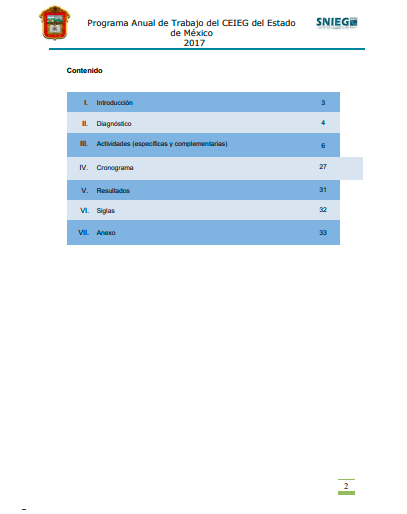 Programa Anual de Trabajo del CEIEG del Estado
de México
2017
SNIEG
Contenido
I. Introducción 3
II. Diagnóstico 4
III. Actividades (específicas y complementarias) 6
IV. Cronograma 27
V. Resultados 31
VI. Siglas 32
VII. Anexo 33
2